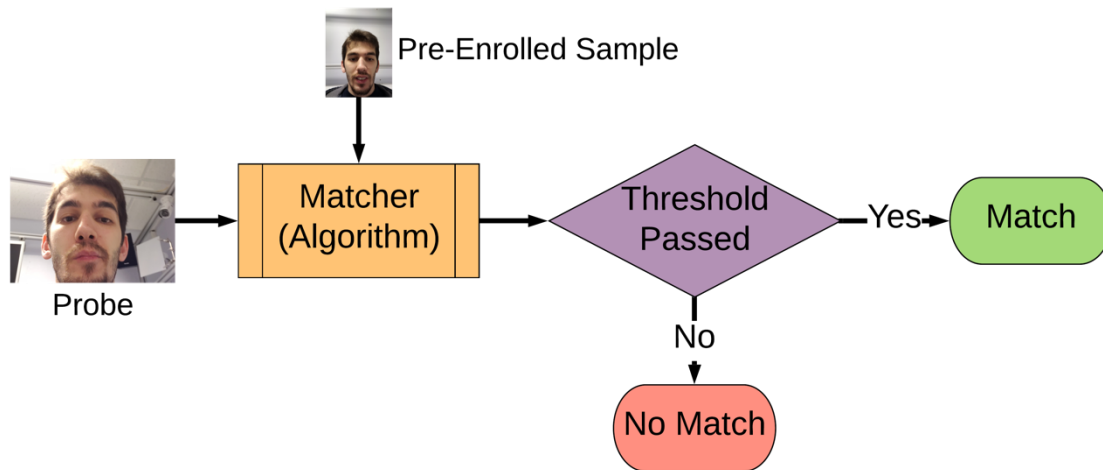 Pre-Enrolled Sample
Probe
Matcher
(Algorithm)
Threshold
Passed
Yes
Match
No
No Match